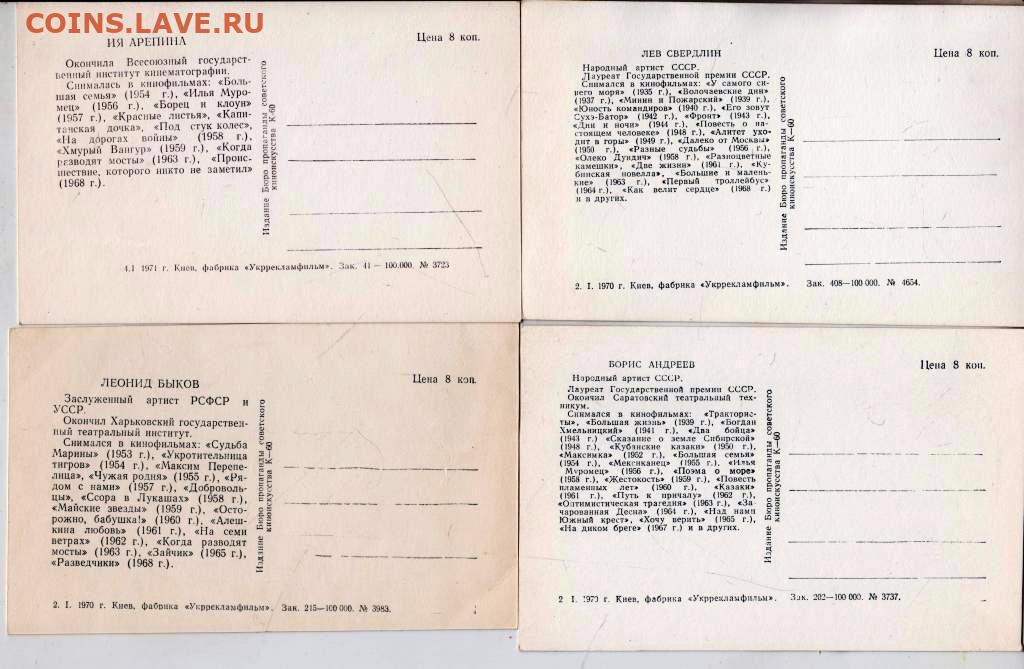 COINS.LAVE.RU
ИЯ АРЕПИНА
Цена 8 коп.
Окончила Всесоюзный государст-
венный институт кинематографии.
Снималась в кинофильмах: «Боль-
шая семья» (1954 г.), «Илья Муро-
мец» (1956 г.), «Борец и клоун»
(1957 г.), «Красные листья», «Капи-
танская дочка», «Под стук колес»,
«На дорогах войны» (1958 г.),
«Хмурый Вангур» (1959 г.), «Когда
разводят мосты» (1963 г.), «Проис-
шествие, которого никто не заметил»
(1968 г.).
Издание Бюро пропаганды советского
киноискусства К-60
4.I 1971 г. Киев, фабрика «Укррекламфильм». Зак. 41 — 100.000. № 3723
ЛЕВ СВЕРДЛИН
Цена 8 коп.
Народный артист СССР.
Лауреат Государственной премии СССР.
Снимался в кинофильмах: «У самого си-
него моря» (1935 г.), «Волочаевские дни»
(1937 г.), «Минин и Пожарский» (1939 г.),
«Юность командиров» (1940 г.), «Его зовут
Сухэ-Батор» (1942 г.), «Фронт» (1943 г.),
«Дни и ночи» (1944 г.), «Повесть о на-
стоящем человеке» (1948 г.), «Алитет ухо-
дит в горы» (1949 г.), «Далеко от Москвы»
(1950 г.), «Разные судьбы» (1956 г.),
«Олеко Дундич» (1958 г.), «Разноцветные
камешки», «Две жизни» (1961 г.), «Ку-
бинская новелла», «Большие и малень-
кие» (1963 г.), «Первый троллейбус»
(1964 г.), «Как велит сердце» (1968 г.)
и в других.
Издание Бюро пропаганды советского
киноискусства К—60
2. I. 1970 г. Киев, фабрика «Укррекламфильм». Зак. 408—100 000. № 4654.
ЛЕОНИД БЫКОВ
Цена 8 коп.
Заслуженный артист РСФСР и
УССР.
Окончил Харьковский государствен-
ный театральный институт.
Снимался в кинофильмах: «Судьба
Марины» (1953 г.), «Укротительница
тигров» (1954 г.), «Максим Перепе-
лица», «Чужая родня» (1955 г.), «Ря-
дом с нами» (1957 г.), «Доброволь-
цы», «Ссора в Лукашах» (1958 г.),
«Майские звезды» (1959 г.), «Осто-
рожно, бабушка!» (1960 г.), «Алеш-
кина любовь» (1961 г.), «На семи
ветрах» (1962 г.), «Когда разводят
мосты» (1963 г.), «Зайчик» (1965 г.),
«Разведчики» (1968 г.).
Издание Бюро пропаганды советского
киноискусства К—60
2. I. 1970 г. Киев, фабрика «Укррекламфильм». Зак. 215—100 000. № 3983.
БОРИС АНДРЕЕВ
Цена 8 коп.
Народный артист СССР.
Лауреат Государственной премии СССР.
Окончил Саратовский театральный тех-
никум.
Снимался в кинофильмах: «Трактори-
сты», «Большая жизнь» (1939 г.), «Богдан
Хмельницкий» (1941 г.), «Два бойца»
(1943 г.) «Сказание о земле Сибирской»
(1948 г.), «Кубанские казаки» (1950 г.),
«Максимка» (1952 г.), «Большая семья»
(1954 г.), «Мексиканец» (1955 г.), «Илья
Муромец» (1956 г.), «Поэма о море»
(1958 г.), «Жестокость» (1959 г.), «Повесть
пламенных лет» (1960 г.), «Казаки»
(1961 г.), «Путь к причалу» (1962 г.),
«Оптимистическая трагедия» (1963 г.), «За-
чарованная Десна» (1964 г.), «Над нами
Южный крест», «Хочу верить» (1965 г.),
«На диком бреге» (1967 г.) и в других.
Издание Бюро пропаганды советского
киноискусства К—60
2 I. 1970 г. Киев, фабрика «Укррекламфильм». Зак. 202—100 000. № 3737.